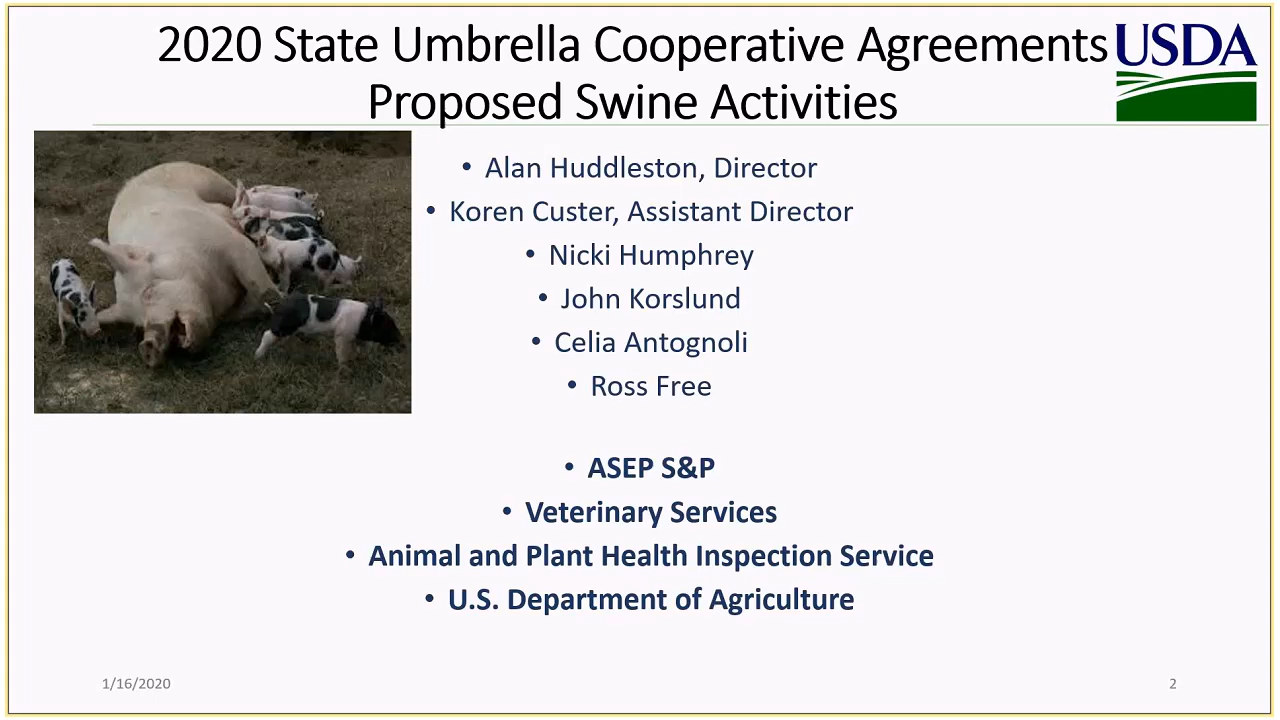 2020 State Umbrella Cooperative Agreements
Proposed Swine Activities
USDA
• Alan Huddleston, Director
• Koren Custer, Assistant Director
• Nicki Humphrey
• John Korslund
• Celia Antognoli
• Ross Free
• ASEP S&P
• Veterinary Services
• Animal and Plant Health Inspection Service
• U.S. Department of Agriculture
1/16/2020
2